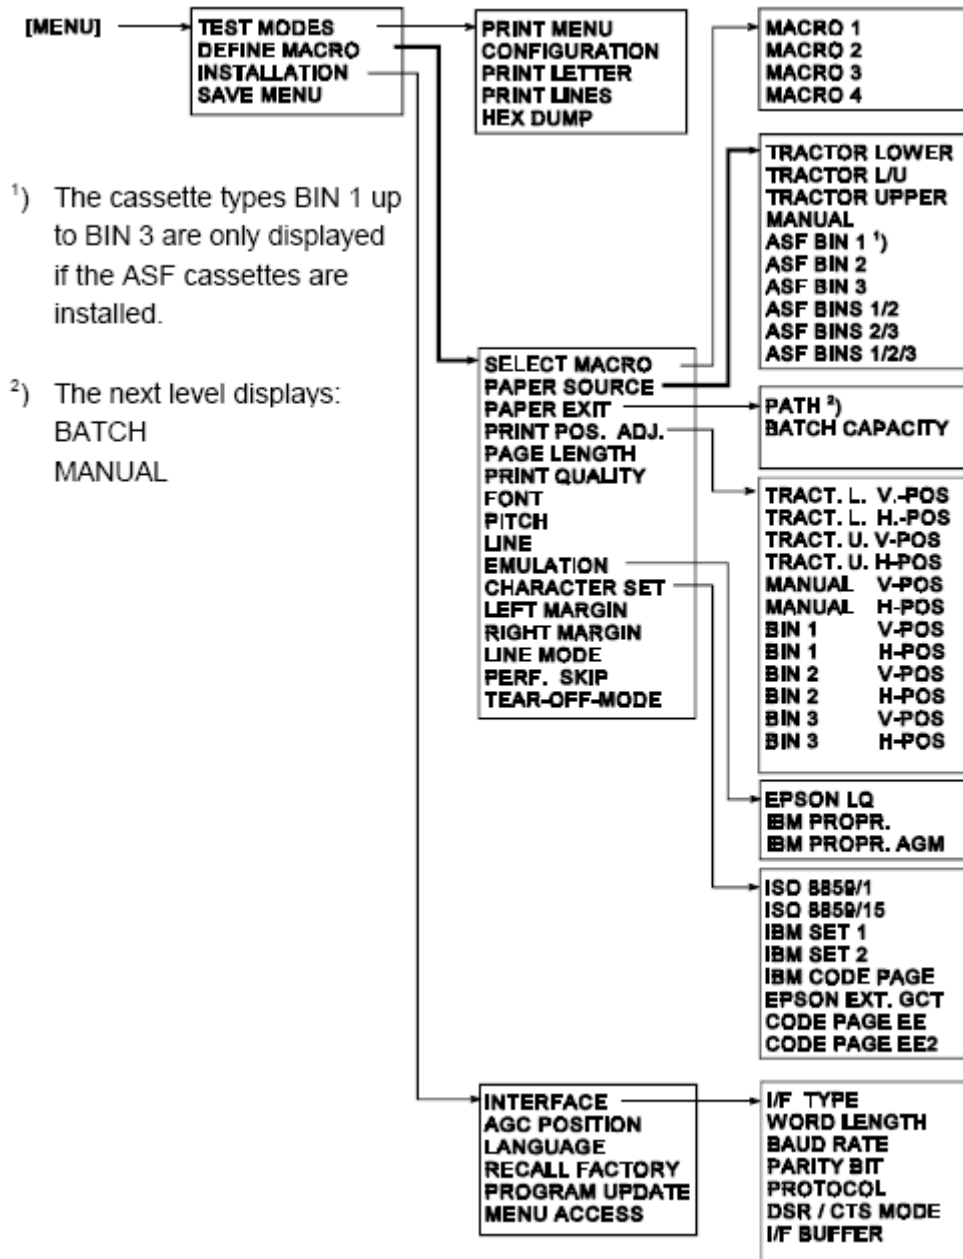 [MENU]
TEST MODES
DEFINE MACRO
INSTALLATION
SAVE MENU
PRINT MENU
CONFIGURATION
PRINT LETTER
PRINT LINES
HEX DUMP
MACRO 1
MACRO 2
MACRO 3
MACRO 4
¹) The cassette types BIN 1 up
to BIN 3 are only displayed
if the ASF cassettes are
installed.
²) The next level displays:
BATCH
MANUAL
TRACTOR LOWER
TRACTOR L/U
TRACTOR UPPER
MANUAL
ASF BIN 1 ¹)
ASF BIN 2
ASF BIN 3
ASF BINS 1/2
ASF BINS 2/3
ASF BINS 1/2/3
SELECT MACRO
PAPER SOURCE
PAPER EXIT
PRINT POS. ADJ.
PAGE LENGTH
PRINT QUALITY
FONT
PITCH
LINE
EMULATION
CHARACTER SET
LEFT MARGIN
RIGHT MARGIN
LINE MODE
PERF. SKIP
TEAR-OFF-MODE
PATH ²)
BATCH CAPACITY
TRACT. L. V.-POS
TRACT. L. H.-POS
TRACT. U. V-POS
TRACT. U. H-POS
MANUAL V-POS
MANUAL H-POS
BIN 1 V-POS
BIN 1 H-POS
BIN 2 V-POS
BIN 2 H-POS
BIN 3 V-POS
BIN 3 H-POS
EPSON LQ
IBM PROPR.
IBM PROPR. AGM
ISO 8859/1
ISO 8859/15
IBM SET 1
IBM SET 2
IBM CODE PAGE
EPSON EXT. GCT
CODE PAGE EE
CODE PAGE EE2
INTERFACE
AGC POSITION
LANGUAGE
RECALL FACTORY
PROGRAM UPDATE
MENU ACCESS
I/F TYPE
WORD LENGTH
BAUD RATE
PARITY BIT
PROTOCOL
DSR / CTS MODE
I/F BUFFER